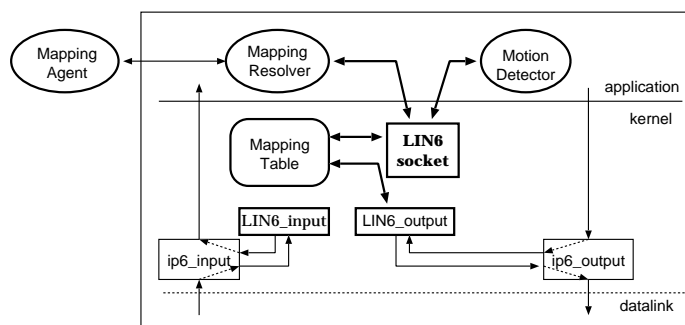 Mapping
Agent
Mapping
Resolver
Motion
Detector
application
kernel
Mapping
Table
LIN6
socket
LIN6_input
LIN6_output
ip6_input
ip6_output
datalink